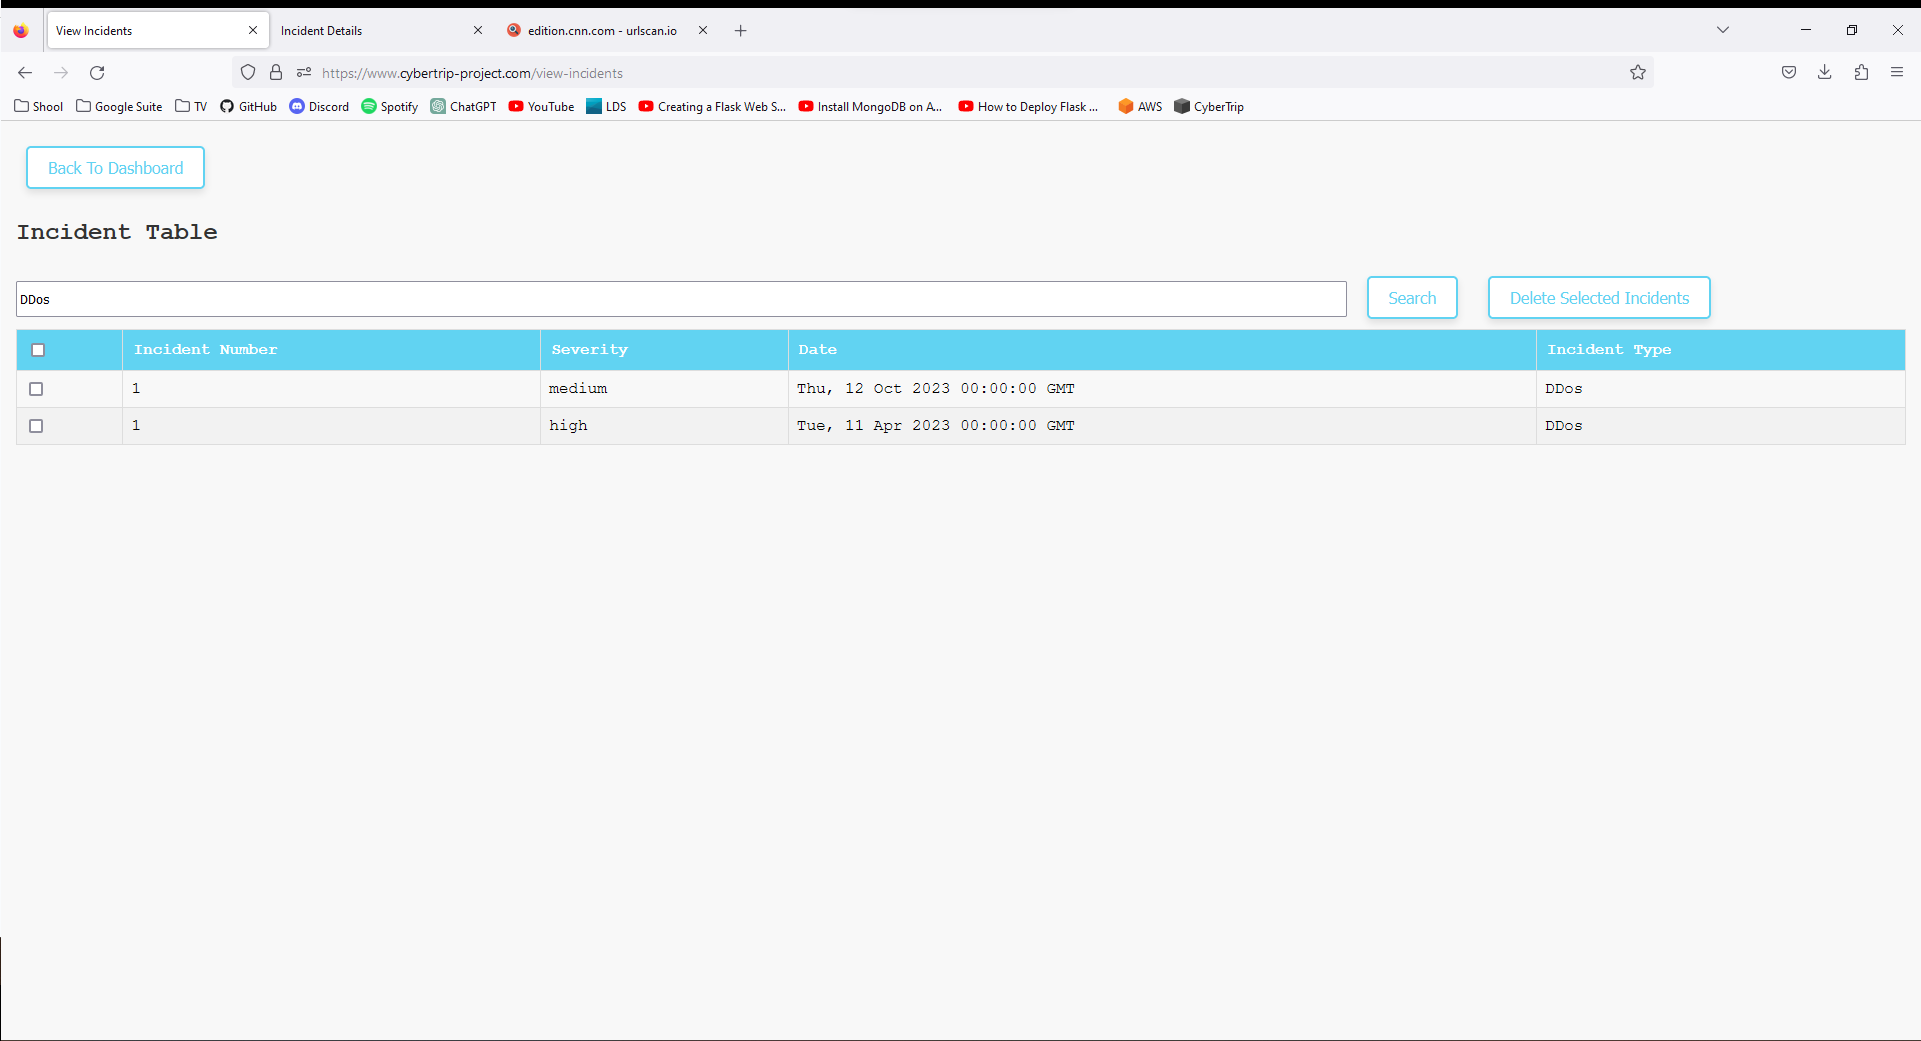 View Incidents
Incident Details
edition.cnn.com - urlscan.io
https://www.cybertrip-project.com/view-incidents
Shool Google Suite TV GitHub Discord Spotify ChatGPT YouTube LDS Creating a Flask Web S... Install MongoDB on A... How to Deploy Flask ... AWS CyberTrip
Back To Dashboard
Incident Table
DDos
Search
Delete Selected Incidents
Incident Number Severity Date Incident Type
1 medium Thu, 12 Oct 2023 00:00:00 GMT DDos
1 high Tue, 11 Apr 2023 00:00:00 GMT DDos